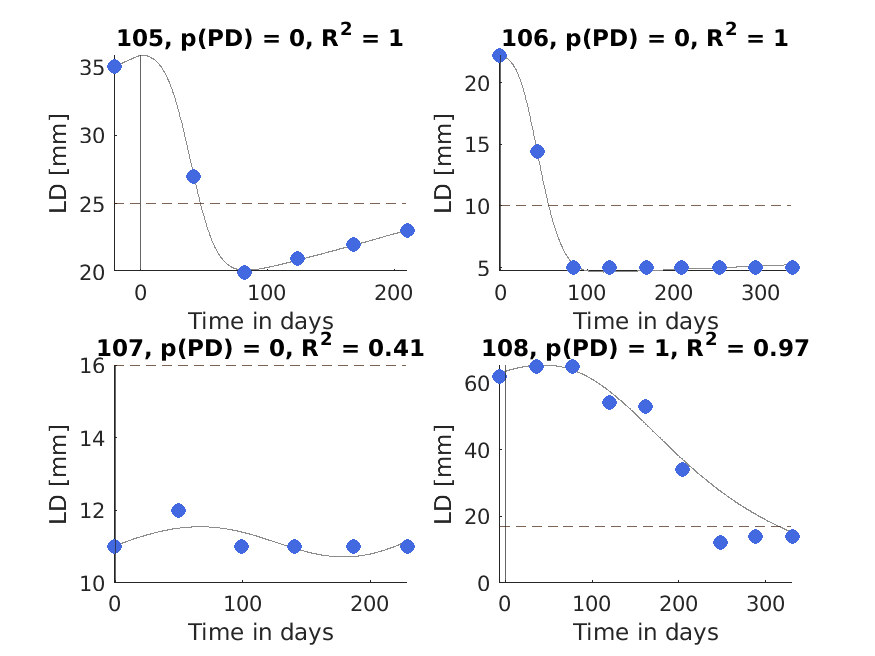 105, p(PD) = 0, R² = 1
35
30
25
20
LD [mm]
0
100
200
Time in days
106, p(PD) = 0, R² = 1
20
15
10
5
LD [mm]
0
100
200
300
Time in days
107, p(PD) = 0, R² = 0.41
16
14
12
10
LD [mm]
0
100
200
Time in days
108, p(PD) = 1, R² = 0.97
60
40
20
0
LD [mm]
0
100
200
300
Time in days